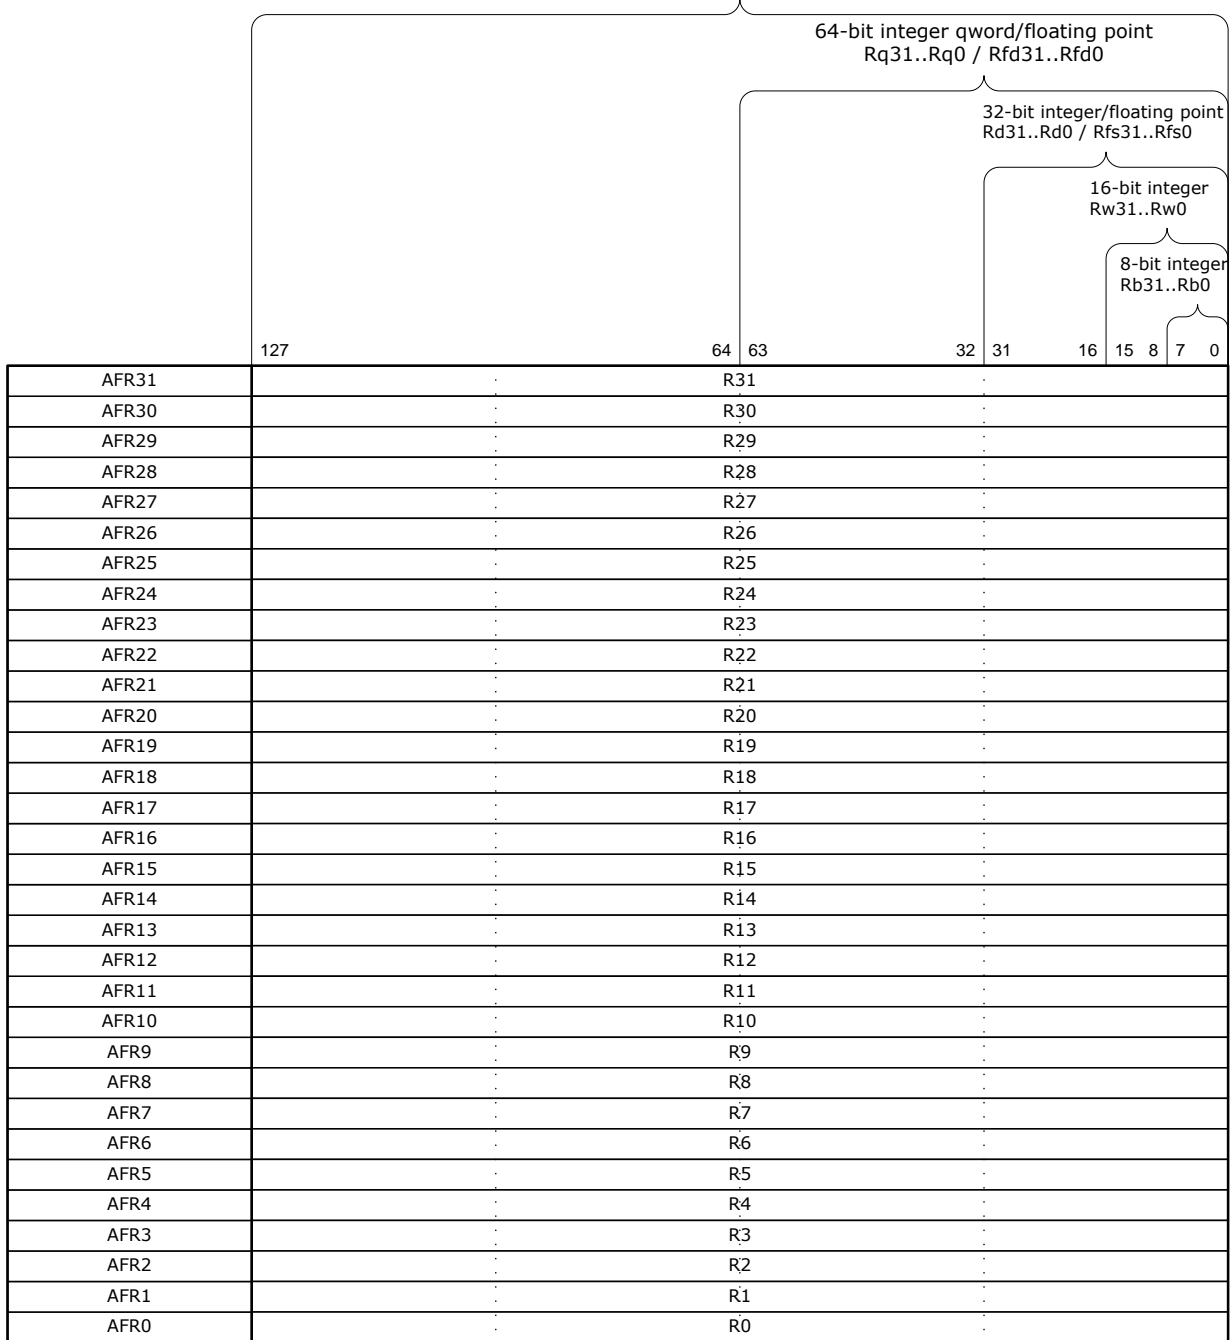 64-bit integer qword/floating point
Rq31..Rq0 / Rfd31..Rfd0
32-bit integer/floating point
Rd31..Rd0 / Rfs31..Rfs0
16-bit integer
Rw31..Rw0
8-bit integer
Rb31..Rb0
127 64 63 32 31 16 15 8 7 0
AFR31 R31
AFR30 R30
AFR29 R29
AFR28 R28
AFR27 R27
AFR26 R26
AFR25 R25
AFR24 R24
AFR23 R23
AFR22 R22
AFR21 R21
AFR20 R20
AFR19 R19
AFR18 R18
AFR17 R17
AFR16 R16
AFR15 R15
AFR14 R14
AFR13 R13
AFR12 R12
AFR11 R11
AFR10 R10
AFR9 R9
AFR8 R8
AFR7 R7
AFR6 R6
AFR5 R5
AFR4 R4
AFR3 R3
AFR2 R2
AFR1 R1
AFR0 R0